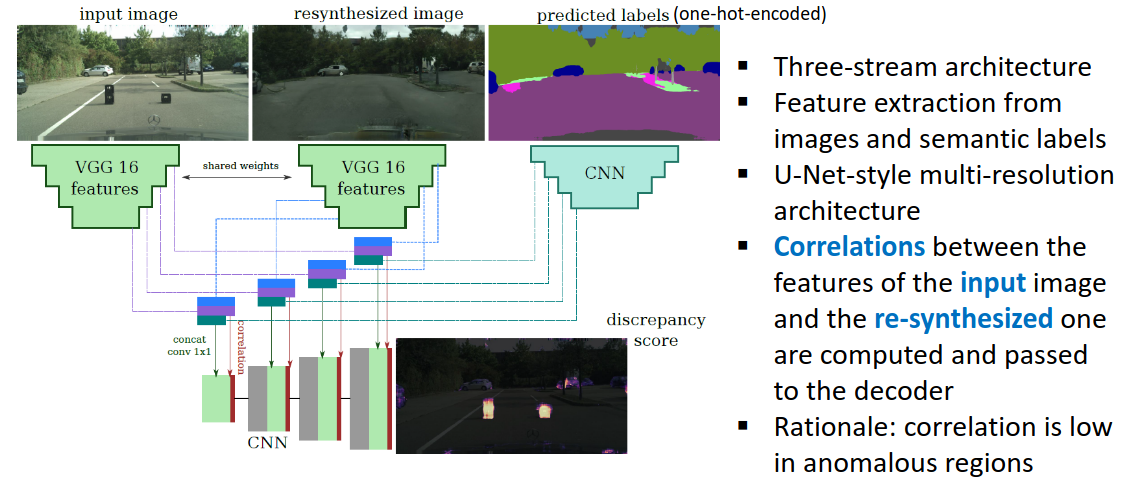 input image
resynthesized image
predicted labels (one-hot-encoded)
VGG 16
features
shared weights
VGG 16
features
CNN
concat
conv 1x1
correlation
CNN
discrepancy
score
▪ Three-stream architecture
▪ Feature extraction from
images and semantic labels
▪ U-Net-style multi-resolution
architecture
▪ Correlations between the
features of the input image
and the re-synthesized one
are computed and passed
to the decoder
▪ Rationale: correlation is low
in anomalous regions